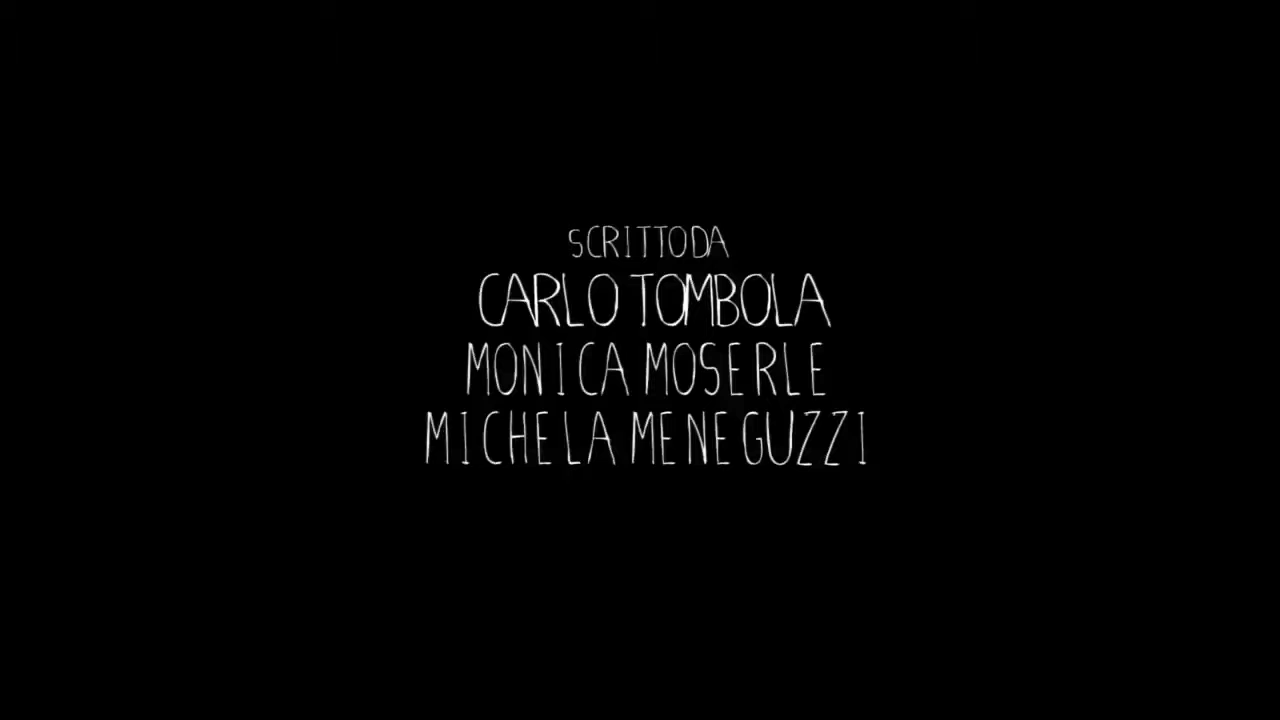 SCRITTO DA
CARLO TOMBOLA
MONICA MOSERLE
MICHELA MENEGUZZI